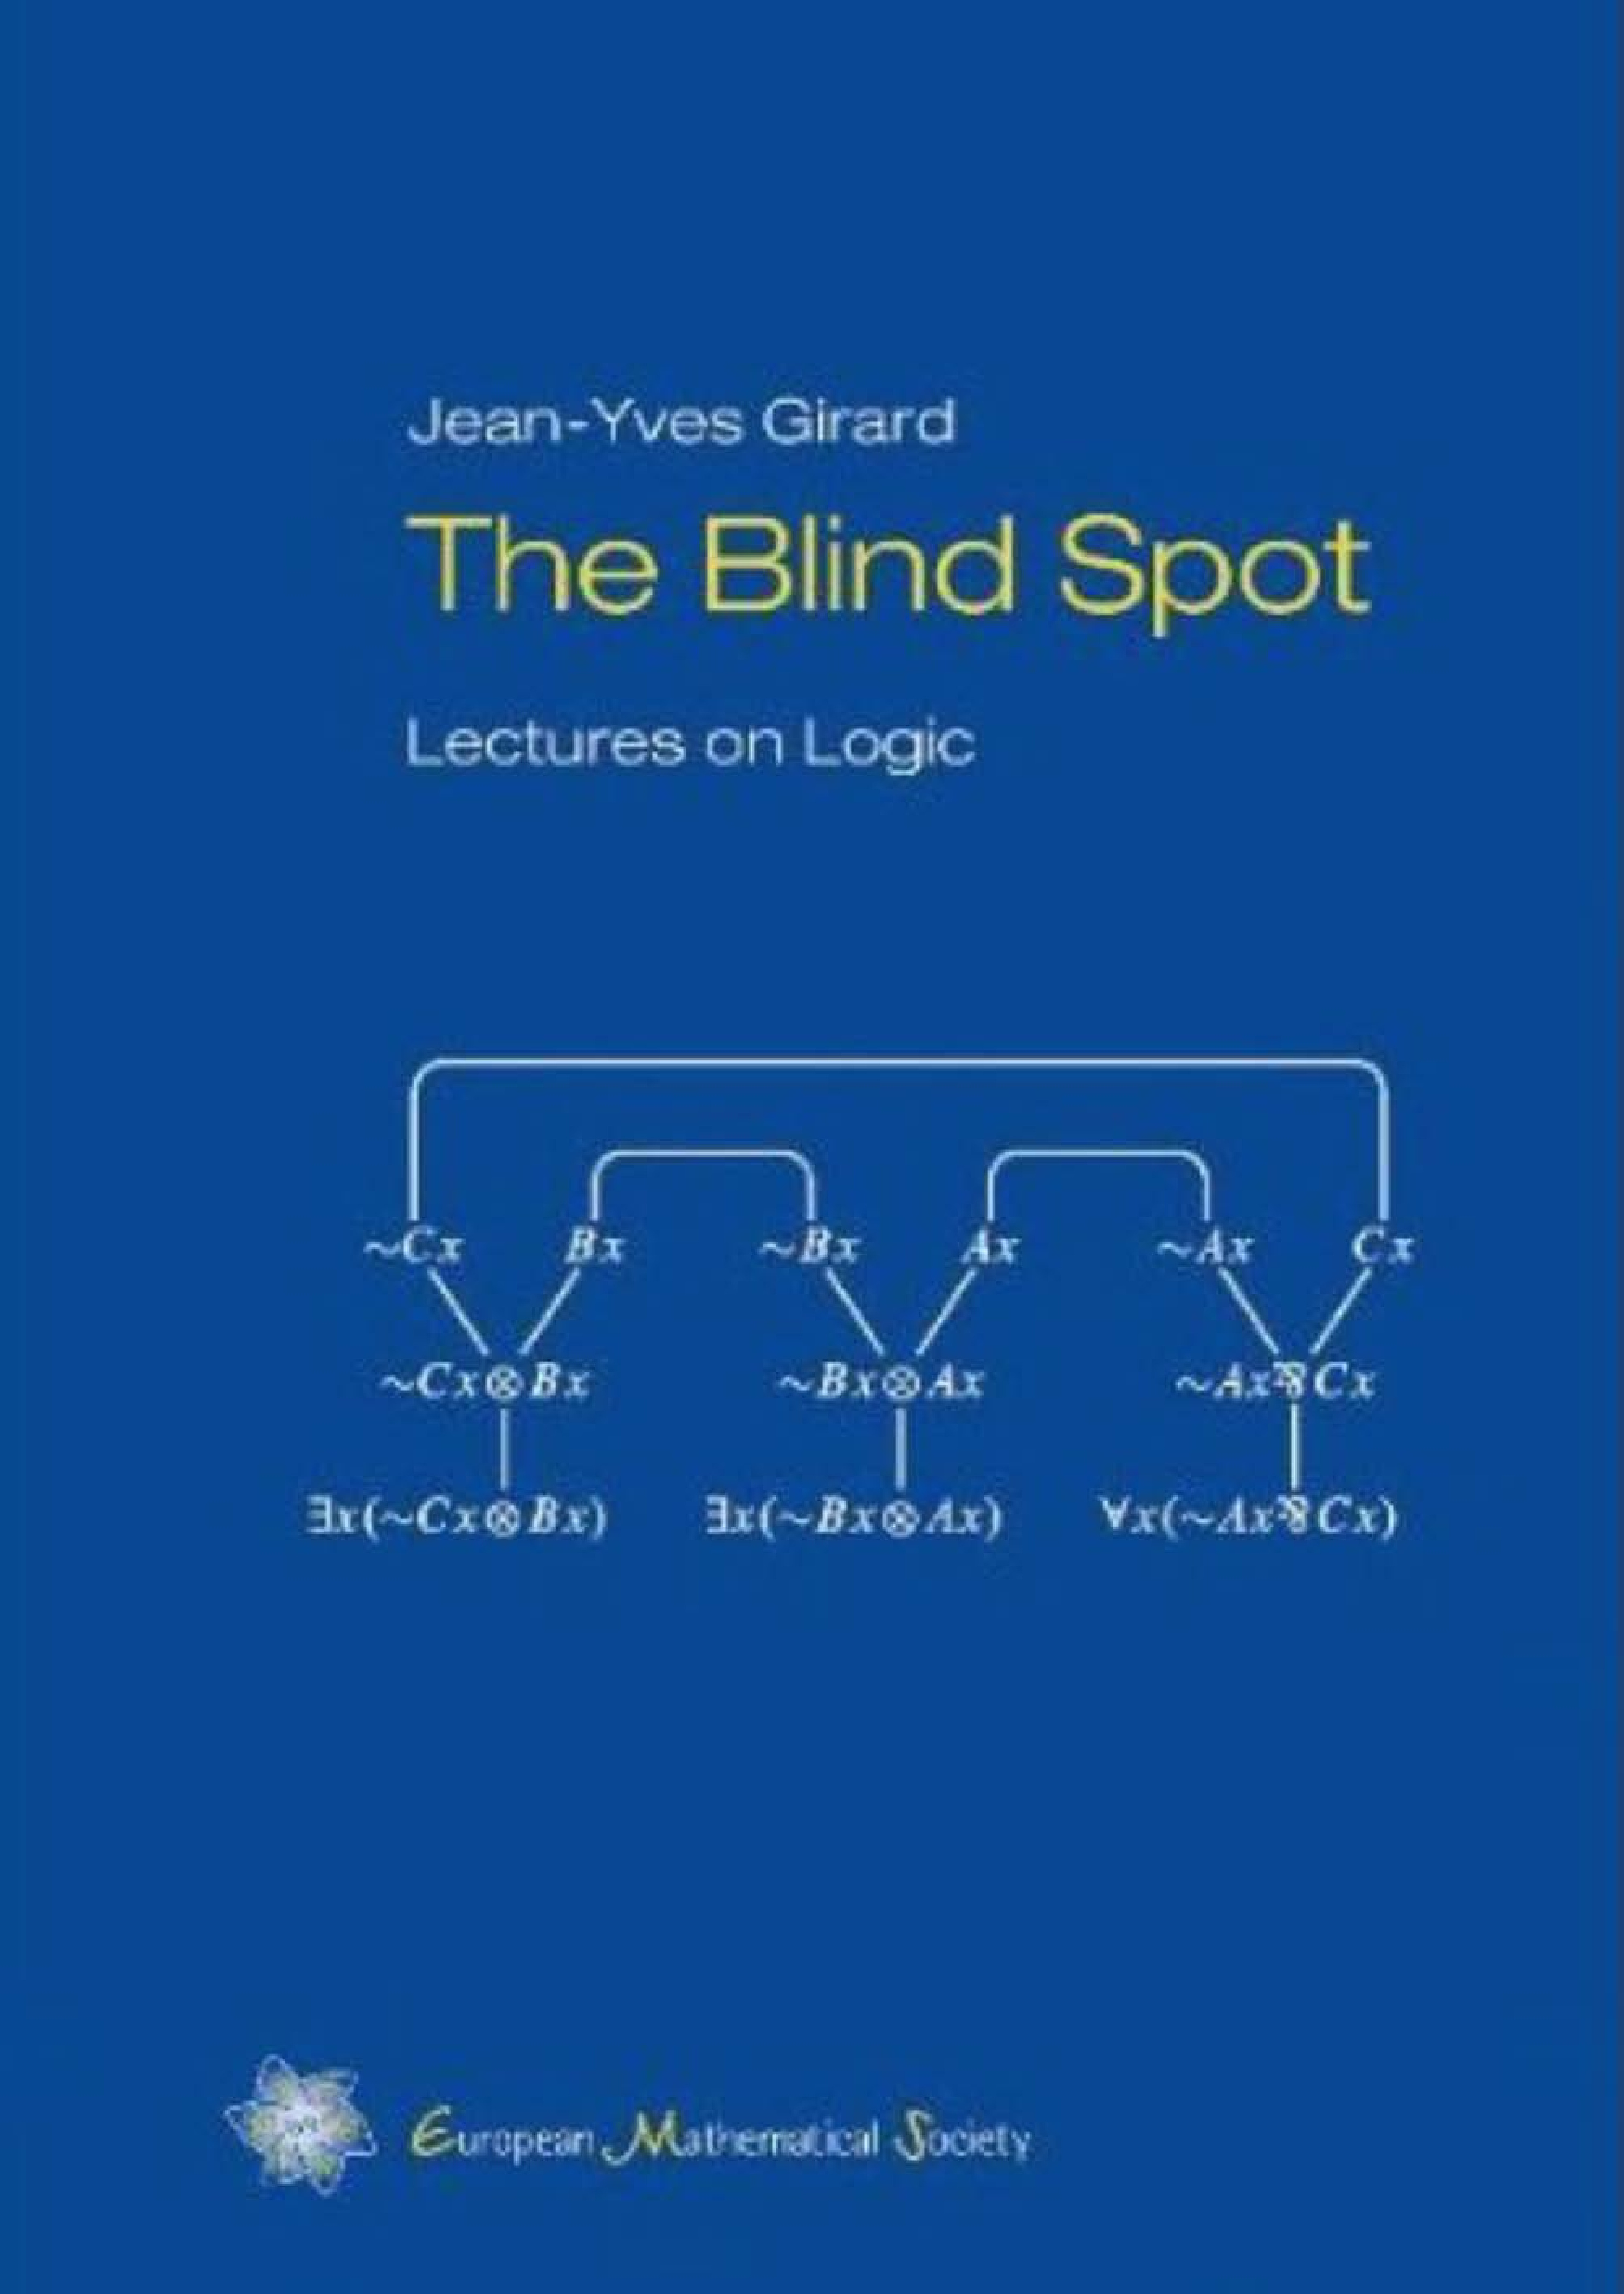 Jean-Yves Girard
The Blind Spot
Lectures on Logic
~Cx Bx ~Bx Ax ~Ax Cx
~Cx⊗Bx ~Bx⊗Ax ~Ax⅋Cx
∃x(~Cx⊗Bx) ∃x(~Bx⊗Ax) ∀x(~Ax⅋Cx)
European Mathematical Society